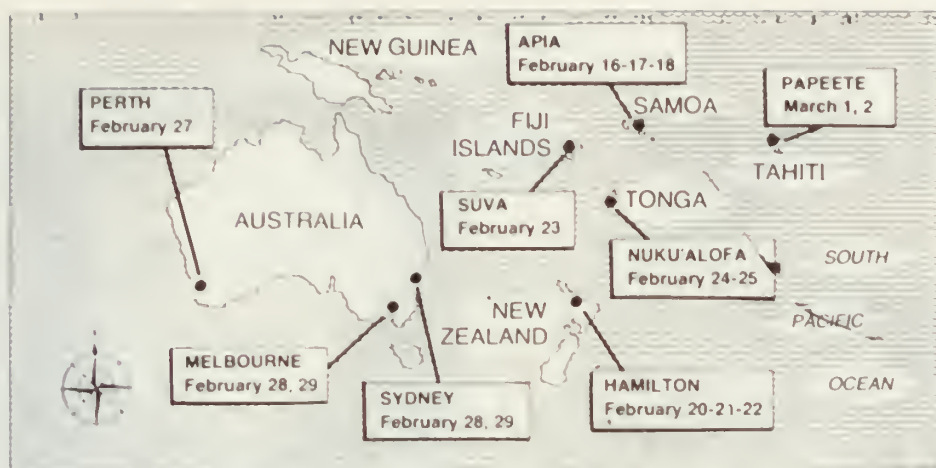 NEW GUINEA
APIA
February 16-17-18
PAPEETE
March 1, 2
PERTH
February 27
SAMOA
FIJI
ISLANDS
TAHITI
AUSTRALIA
SUVA
February 23
TONGA
NUKU'ALOFA
February 24-25
SOUTH
PACIFIC
OCEAN
NEW
ZEALAND
MELBOURNE
February 28, 29
SYDNEY
February 28, 29
HAMILTON
February 20-21-22